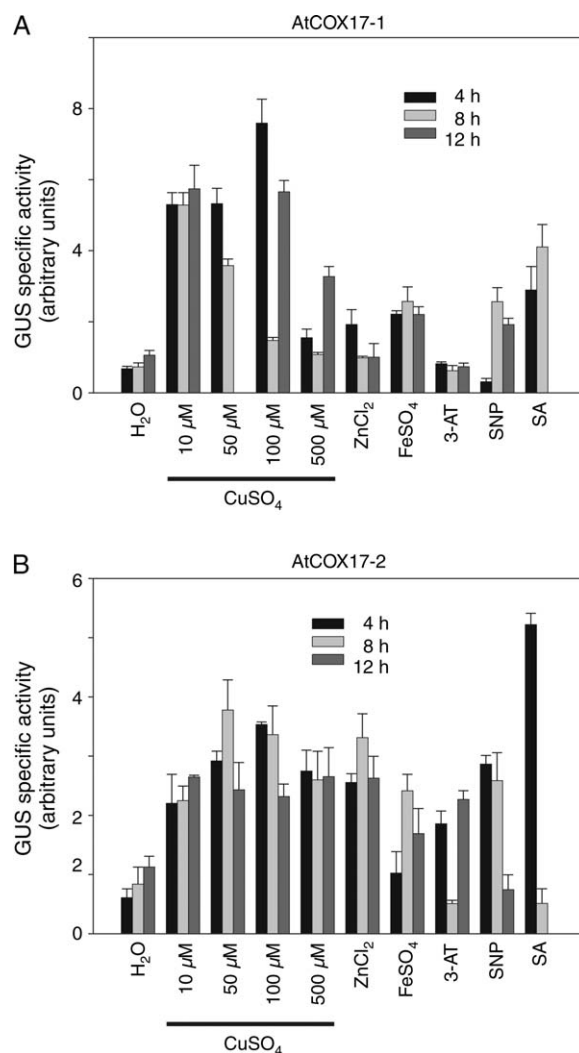 A
AtCOX17-1
GUS specific activity
(arbitrary units)
8
4
0
4 h
8 h
12 h
H₂O
10 µM
50 µM
100 µM
500 µM
ZnCl₂
FeSO₄
3-AT
SNP
SA
CuSO₄
B
AtCOX17-2
GUS specific activity
(arbitrary units)
6
4
2
2
0
4 h
8 h
12 h
H₂O
10 µM
50 µM
100 µM
500 µM
ZnCl₂
FeSO₄
3-AT
SNP
SA
CuSO₄